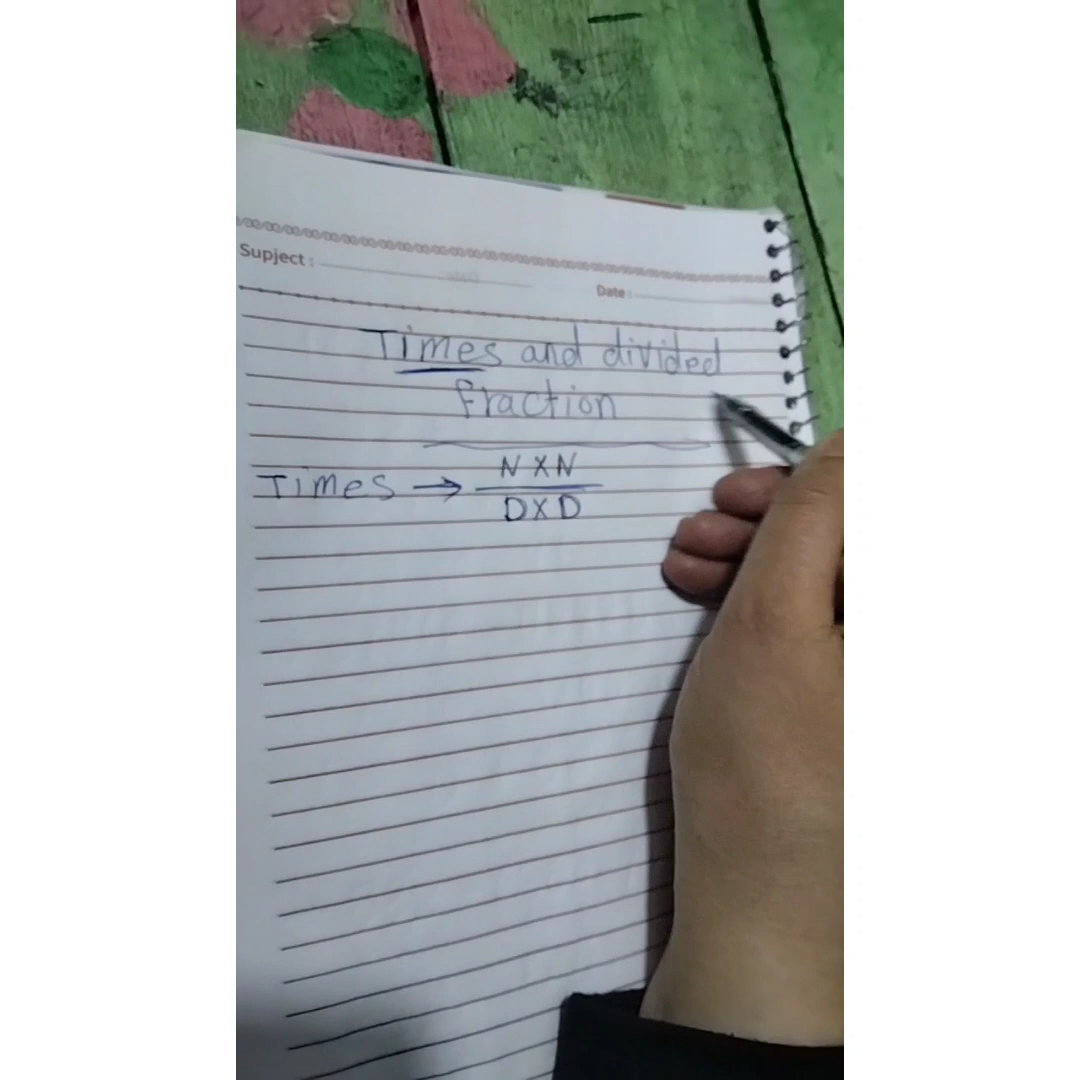 Supject :
Date :
Times and divided
fraction
Times → N X N
D X D